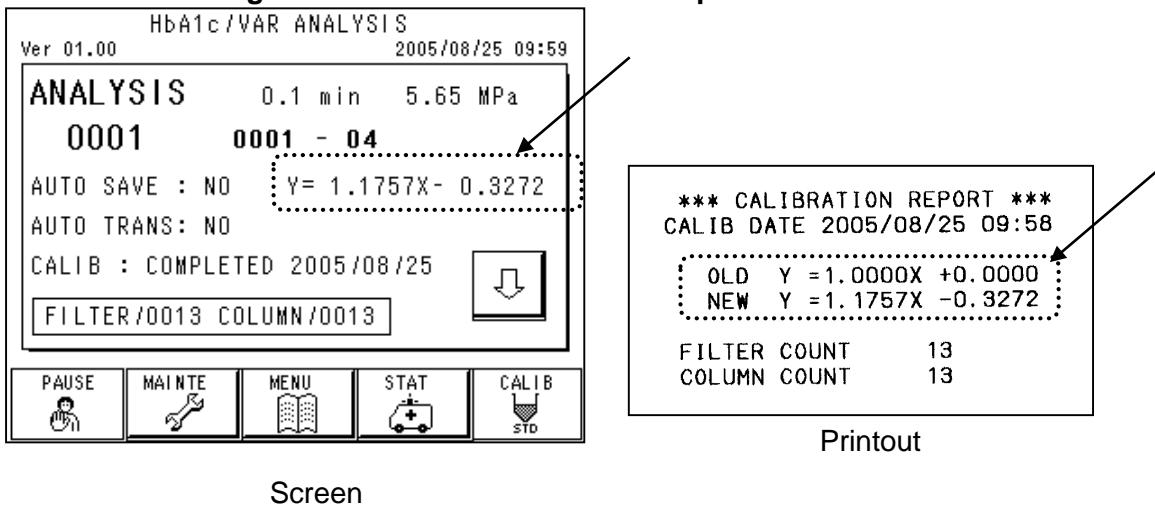 HbA1c/VAR ANALYSIS
Ver 01.00 2005/08/25 09:59
ANALYSIS 0.1 min 5.65 MPa
0001 0001 - 04
AUTO SAVE : NO Y= 1.1757X- 0.3272
AUTO TRANS: NO
CALIB : COMPLETED 2005/08/25
FILTER/0013 COLUMN/0013
PAUSE MAINTE MENU STAT CALIB
STD
Screen
*** CALIBRATION REPORT ***
CALIB DATE 2005/08/25 09:58
OLD Y =1.0000X +0.0000
NEW Y =1.1757X -0.3272
FILTER COUNT 13
COLUMN COUNT 13
Printout